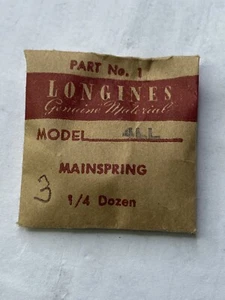 PART No. 1
LONGINES
Genuine Material
MODEL 4LL
MAINSPRING
3
1/4 Dozen